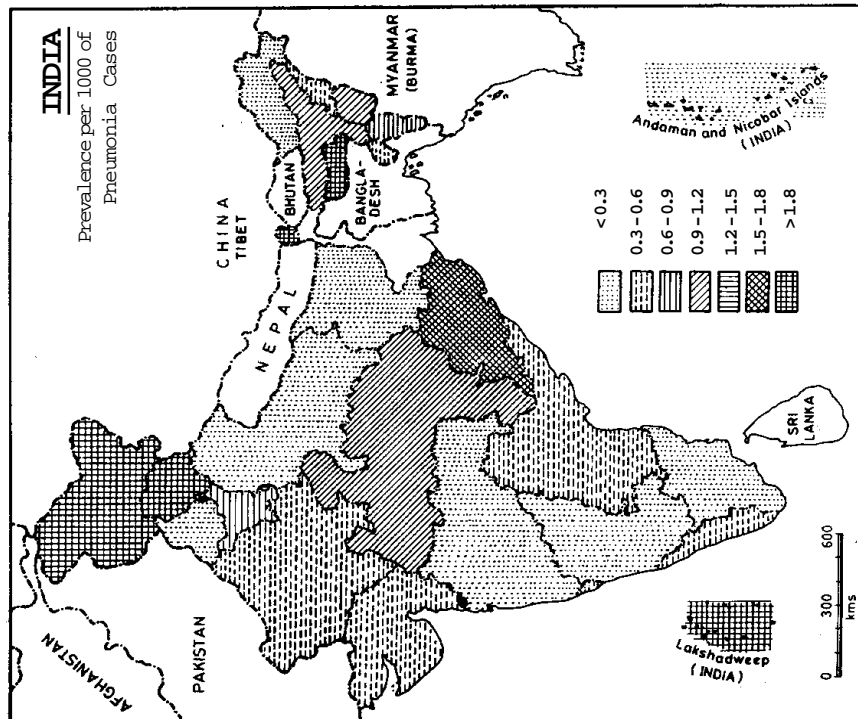 INDIA
Prevalence per 1000 of
Pneumonia Cases
AFGHANISTAN
PAKISTAN
CHINA
TIBET
NEPAL
BHUTAN
BANGLA-
DESH
MYANMAR
(BURMA)
SRI
LANKA
Lakshadweep
(INDIA)
Andaman and Nicobar Islands
(INDIA)
<0.3
0.3-0.6
0.6-0.9
0.9-1.2
1.2-1.5
1.5-1.8
>1.8
0 300 600
kms